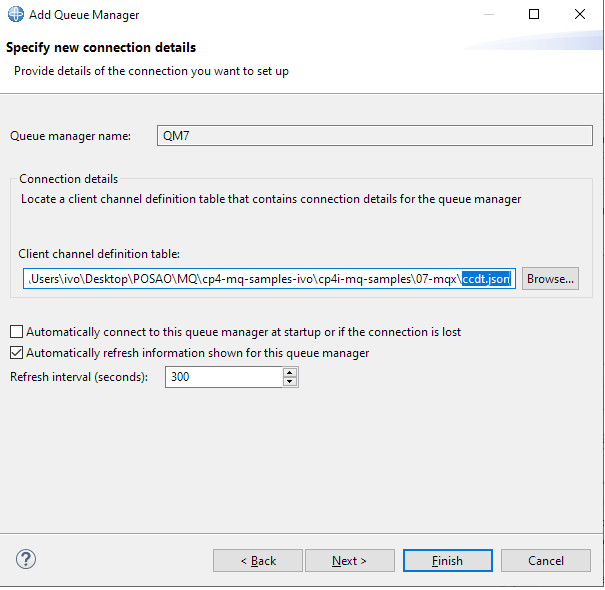 Add Queue Manager
Specify new connection details
Provide details of the connection you want to set up
Queue manager name:
QM7
Connection details
Locate a client channel definition table that contains connection details for the queue manager
Client channel definition table:
.Users\ivo\Desktop\POSAO\MQ\cp4-mq-samples-ivo\cp4i-mq-samples\07-mqx\ccdt.json
Browse...
Automatically connect to this queue manager at startup or if the connection is lost
Automatically refresh information shown for this queue manager
Refresh interval (seconds):
300
?
< Back
Next >
Finish
Cancel